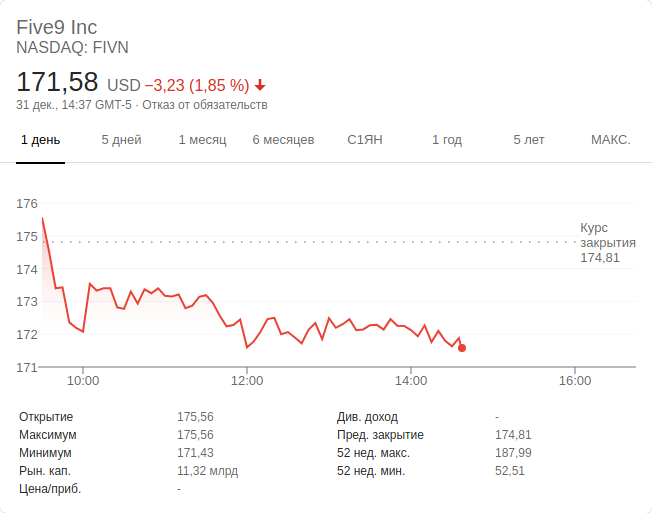 Five9 Inc
NASDAQ: FIVN
171,58 USD −3,23 (1,85 %)
31 дек., 14:37 GMT-5 · Отказ от обязательств
1 день 5 дней 1 месяц 6 месяцев С1ЯН 1 год 5 лет МАКС.
176
175
174
173
172
171
Курс
закрытия
174,81
10:00 12:00 14:00 16:00
Открытие 175,56 Див. доход -
Максимум 175,56 Пред. закрытие 174,81
Минимум 171,43 52 нед. макс. 187,99
Рын. кап. 11,32 млрд 52 нед. мин. 52,51
Цена/приб. -